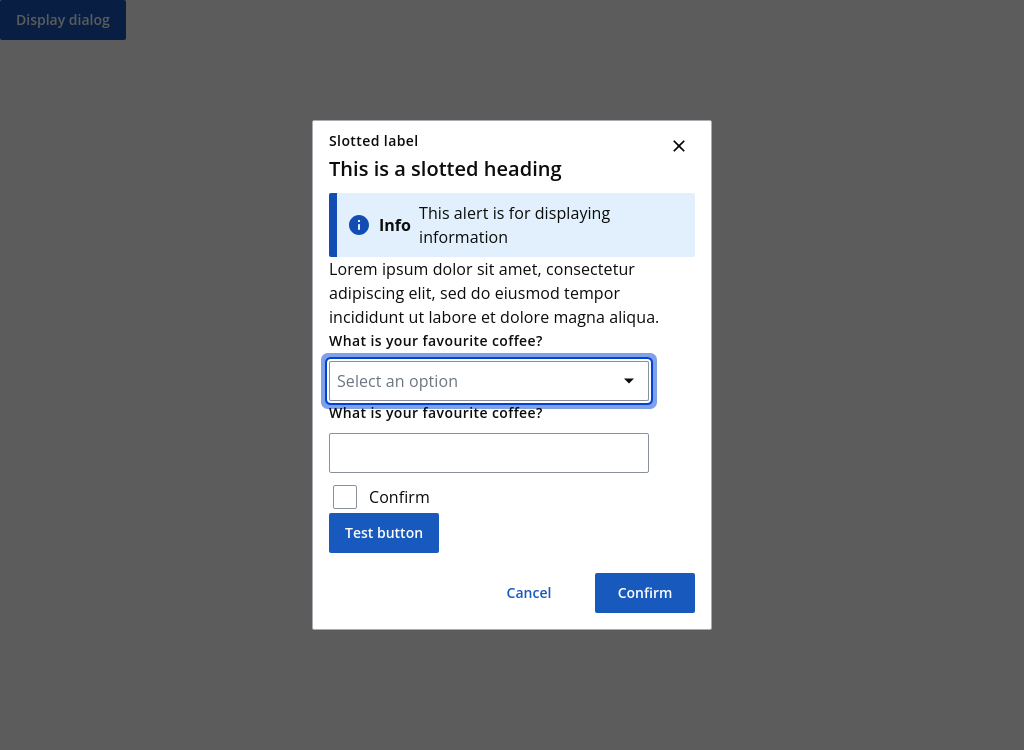 Display dialog
Slotted label
This is a slotted heading
Info This alert is for displaying
information
Lorem ipsum dolor sit amet, consectetur
adipiscing elit, sed do eiusmod tempor
incididunt ut labore et dolore magna aliqua.
What is your favourite coffee?
Select an option
What is your favourite coffee?
Confirm
Test button
Cancel Confirm